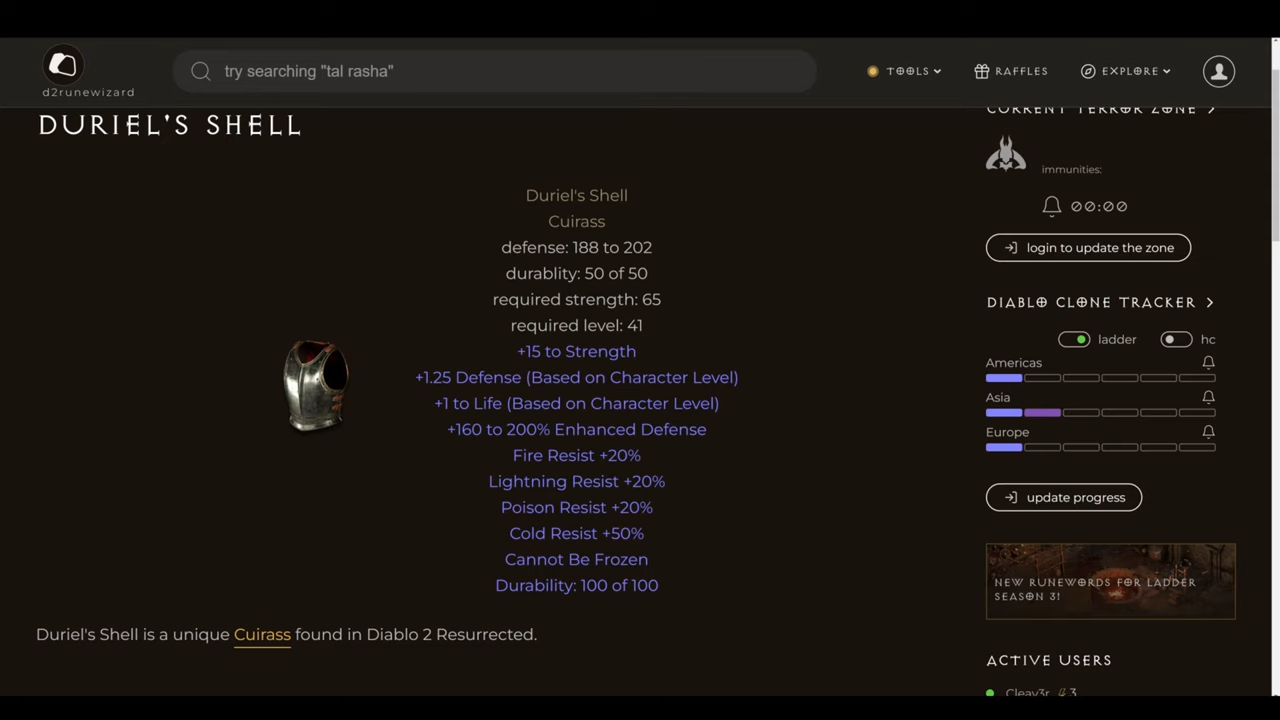 d2runewizard
try searching "tal rasha"
TOOLS
RAFFLES
EXPLORE
DURIEL'S SHELL
Duriel's Shell
Cuirass
defense: 188 to 202
durablity: 50 of 50
required strength: 65
required level: 41
+15 to Strength
+1.25 Defense (Based on Character Level)
+1 to Life (Based on Character Level)
+160 to 200% Enhanced Defense
Fire Resist +20%
Lightning Resist +20%
Poison Resist +20%
Cold Resist +50%
Cannot Be Frozen
Durability: 100 of 100
Duriel's Shell is a unique Cuirass found in Diablo 2 Resurrected.
CURRENT TERROR ZONE
immunities:
00:00
login to update the zone
DIABLO CLONE TRACKER
ladder
hc
Americas
Asia
Europe
update progress
NEW RUNEWORDS FOR LADDER
SEASON 3!
ACTIVE USERS
Cleav3r 3